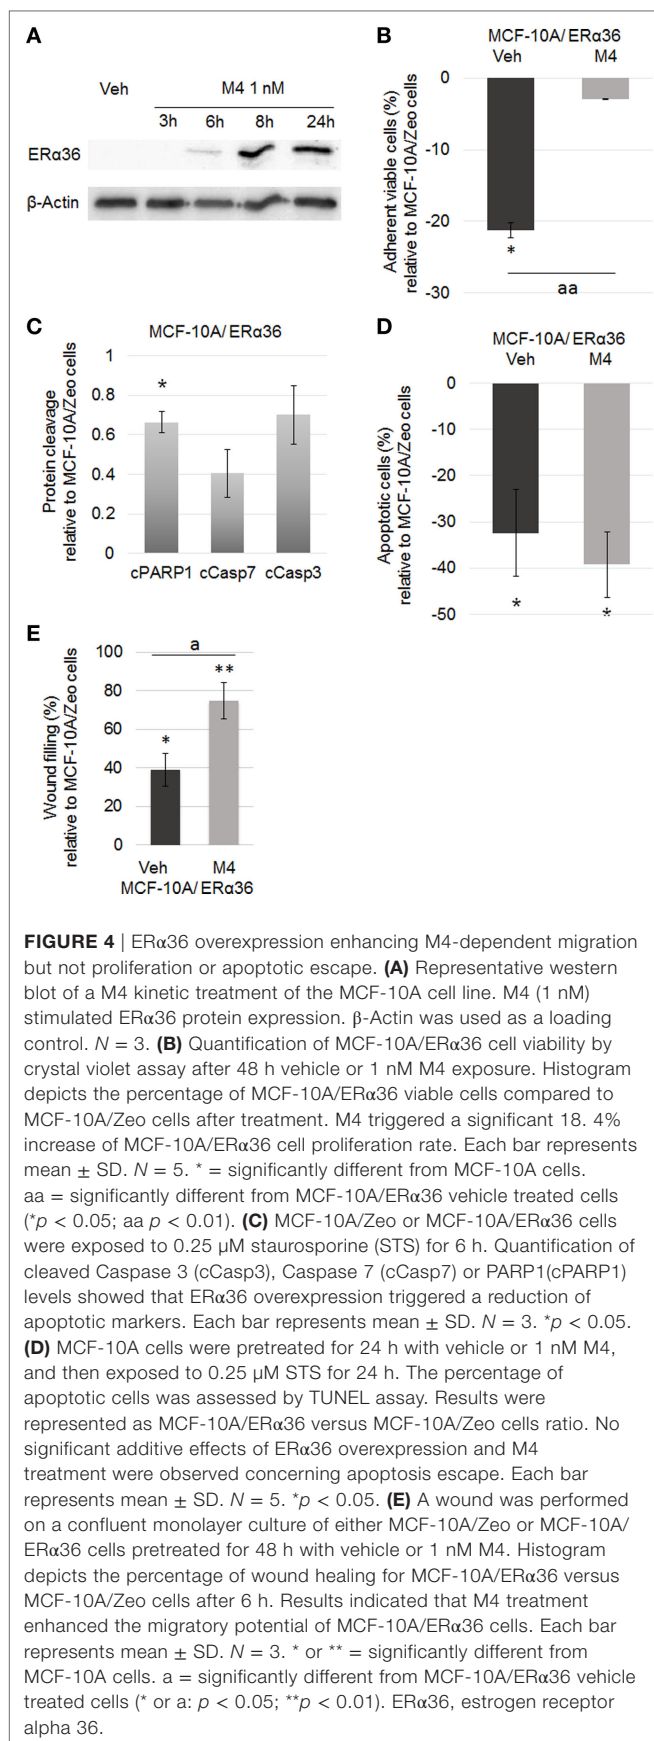 A
Veh
M4 1 nM
3h 6h 8h 24h
ERα36
β-Actin
B
MCF-10A/ERα36
Veh M4
0
-10
-20
-30
Adherent viable cells (%)
relative to MCF-10A/Zeo cells
*
aa
C
MCF-10A/ERα36
1
0.8
0.6
0.4
0.2
0
Protein cleavage
relative to MCF-10A/Zeo cells
*
cPARP1 cCasp7 cCasp3
D
MCF-10A/ERα36
Veh M4
0
-10
-20
-30
-40
-50
Apoptotic cells (%)
relative to MCF-10A/Zeo cells
* *
E
100
80
60
40
20
0
Wound filling (%)
relative to MCF-10A/Zeo cells
a
**
*
Veh M4
MCF-10A/ERα36
FIGURE 4 | ERα36 overexpression enhancing M4-dependent migration
but not proliferation or apoptotic escape. (A) Representative western
blot of a M4 kinetic treatment of the MCF-10A cell line. M4 (1 nM)
stimulated ERα36 protein expression. β-Actin was used as a loading
control. N = 3. (B) Quantification of MCF-10A/ERα36 cell viability by
crystal violet assay after 48 h vehicle or 1 nM M4 exposure. Histogram
depicts the percentage of MCF-10A/ERα36 viable cells compared to
MCF-10A/Zeo cells after treatment. M4 triggered a significant 18. 4%
increase of MCF-10A/ERα36 cell proliferation rate. Each bar represents
mean ± SD. N = 5. * = significantly different from MCF-10A cells.
aa = significantly different from MCF-10A/ERα36 vehicle treated cells
(*p < 0.05; aa p < 0.01). (C) MCF-10A/Zeo or MCF-10A/ERα36 cells
were exposed to 0.25 µM staurosporine (STS) for 6 h. Quantification of
cleaved Caspase 3 (cCasp3), Caspase 7 (cCasp7) or PARP1(cPARP1)
levels showed that ERα36 overexpression triggered a reduction of
apoptotic markers. Each bar represents mean ± SD. N = 3. *p < 0.05.
(D) MCF-10A cells were pretreated for 24 h with vehicle or 1 nM M4,
and then exposed to 0.25 µM STS for 24 h. The percentage of
apoptotic cells was assessed by TUNEL assay. Results were
represented as MCF-10A/ERα36 versus MCF-10A/Zeo cells ratio. No
significant additive effects of ERα36 overexpression and M4
treatment were observed concerning apoptosis escape. Each bar
represents mean ± SD. N = 5. *p < 0.05. (E) A wound was performed
on a confluent monolayer culture of either MCF-10A/Zeo or MCF-10A/
ERα36 cells pretreated for 48 h with vehicle or 1 nM M4. Histogram
depicts the percentage of wound healing for MCF-10A/ERα36 versus
MCF-10A/Zeo cells after 6 h. Results indicated that M4 treatment
enhanced the migratory potential of MCF-10A/ERα36 cells. Each bar
represents mean ± SD. N = 3. * or ** = significantly different from
MCF-10A cells. a = significantly different from MCF-10A/ERα36 vehicle
treated cells (* or a: p < 0.05; **p < 0.01). ERα36, estrogen receptor
alpha 36.